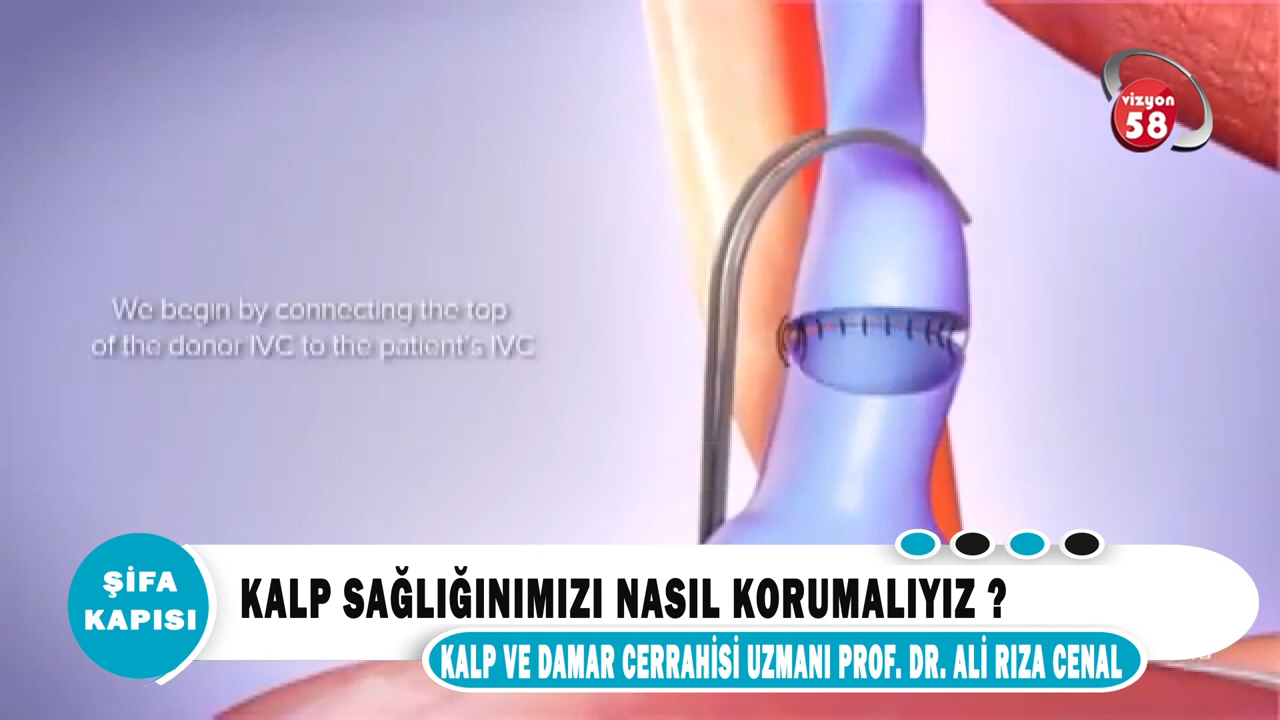 vizyon
58
We begin by connecting the top
of the donor IVC to the patient's IVC
ŞİFA
KAPISI
KALP SAĞLIĞINIMIZI NASIL KORUMALIYIZ ?
KALP VE DAMAR CERRAHİSİ UZMANI PROF. DR. ALİ RIZA CENAL